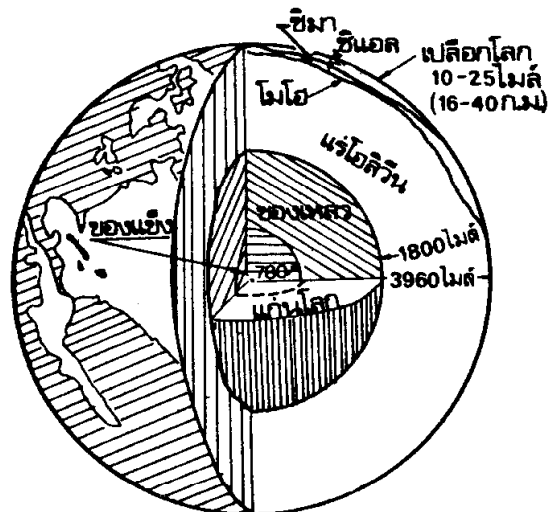 ซิมา
ซิแอล
เปลือกโลก
10-25ไมล์
(16-40ก.ม)
โมโฮ
แร่โอลิวีน
ของเหลว
ของแข็ง
1800ไมล์
700
3960ไมล์
แก่นโลก